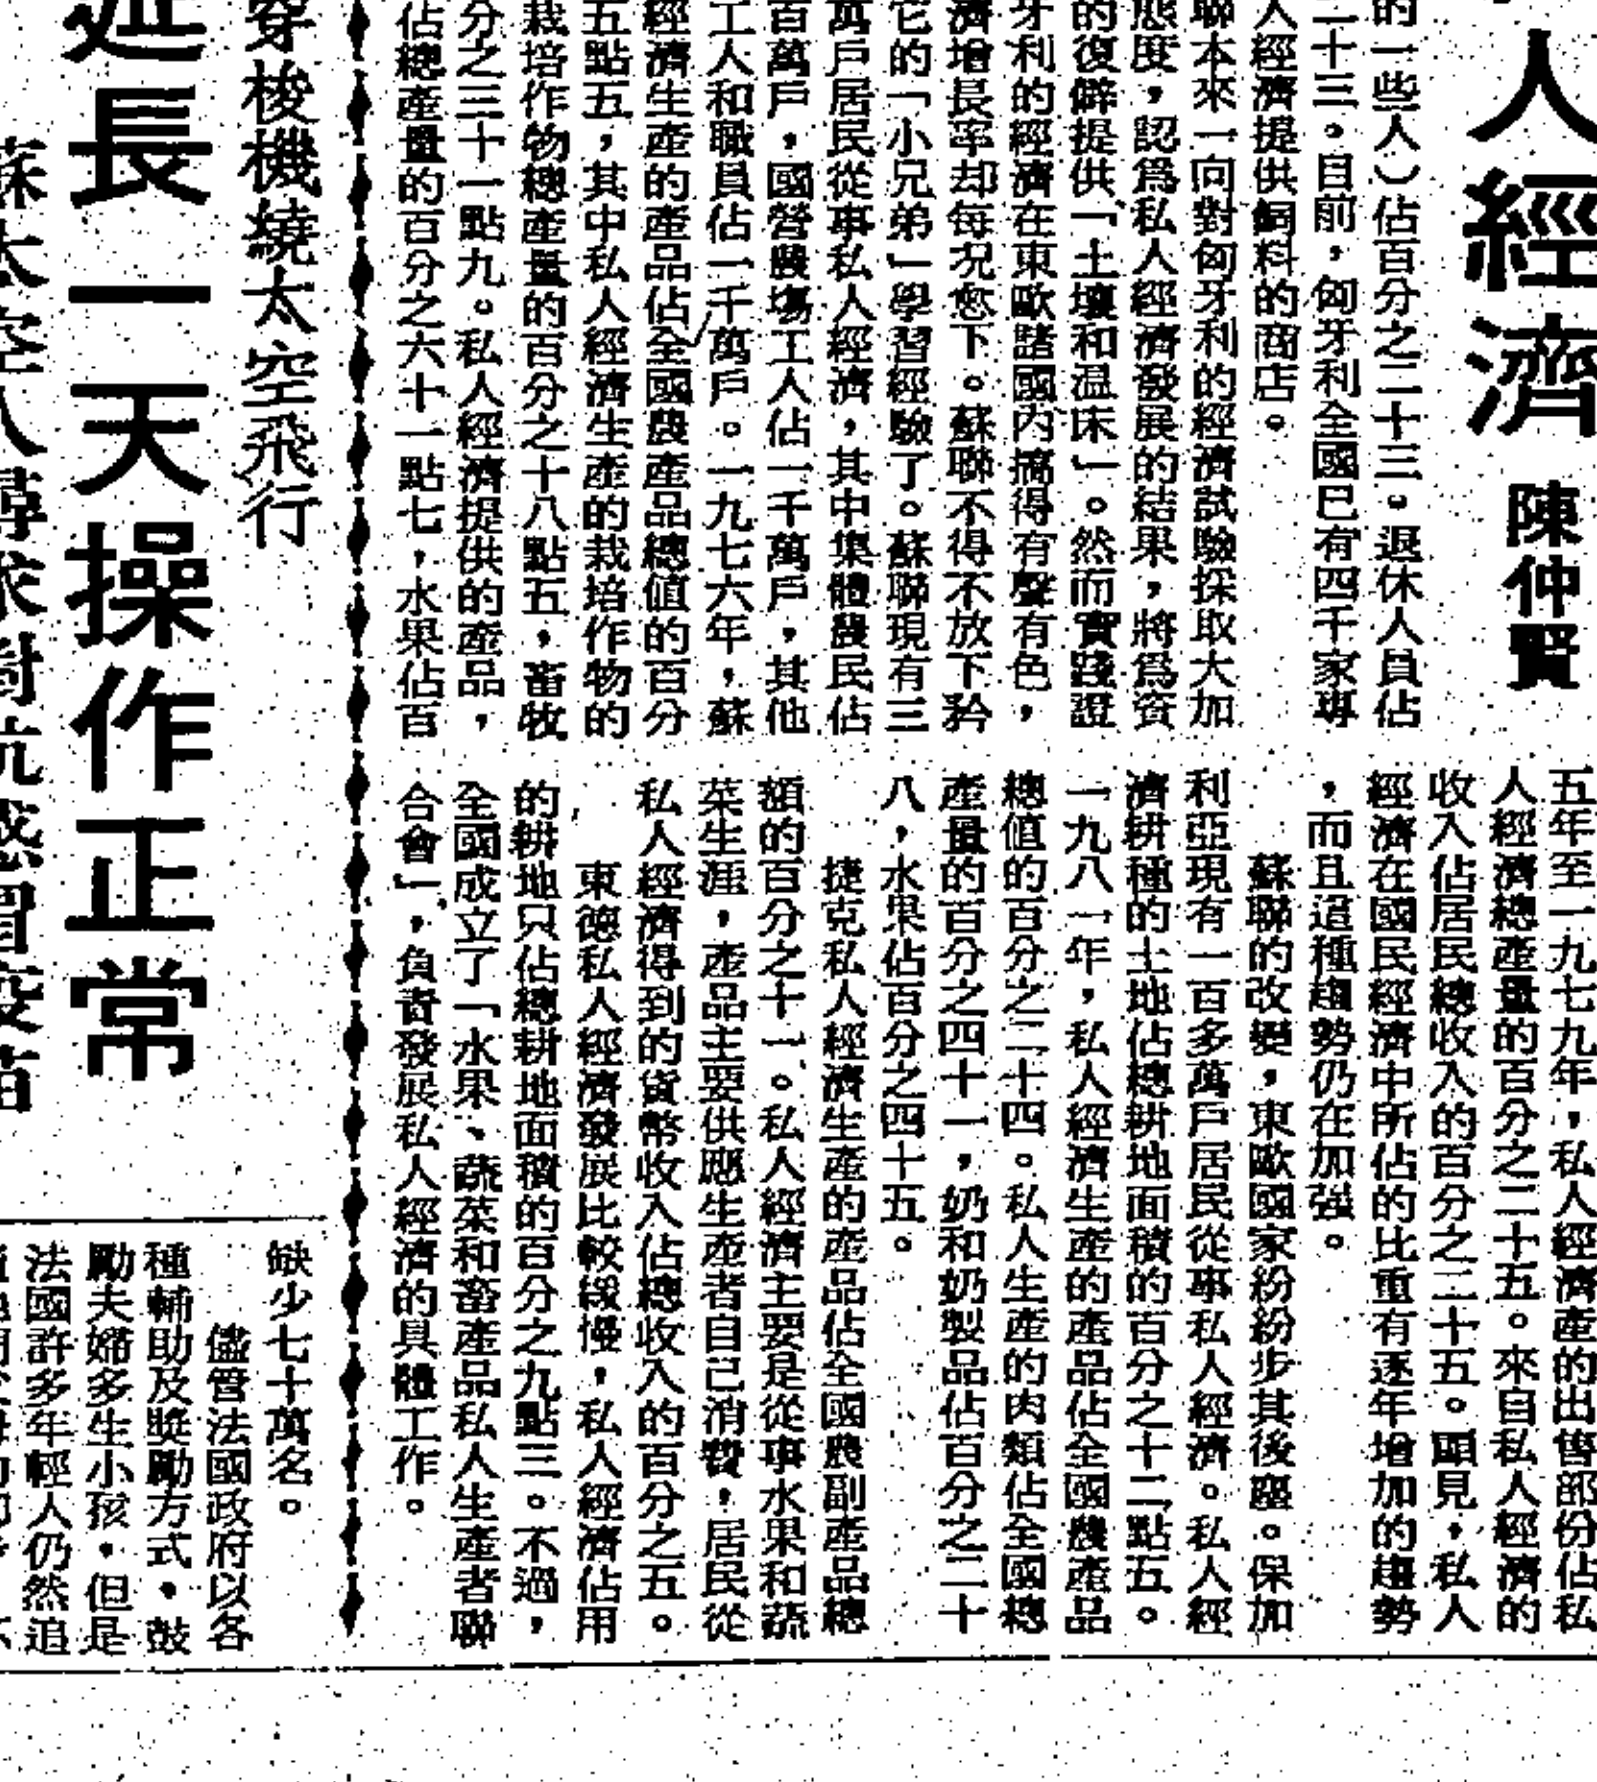 人經濟
陳仲賢
的一些人）佔百分之二十三。退休人員佔
二十三。目前，匈牙利全國已有四千家專
人經濟提供飼料的商店。
聯本來一向對匈牙利的經濟試驗採取大加
態度，認爲私人經濟發展的結果，將爲資
的復僻提供「土壤和温床」。然而實踐證
牙利的經濟在東歐諸國內搞得有聲有色，
濟增長率却每况愈下。蘇聯不得不放下矜
它的「小兄弟」學習經驗了。蘇聯現有三
萬戶居民從事私人經濟，其中集體農民佔
百萬戶，國營農場工人佔一千萬戶，其他
工人和職員佔一千萬戶。一九七六年，蘇
經濟生產的產品佔全國農產品總值的百分
五點五，其中私人經濟生產的栽培作物的
栽培作物總產量的百分之十八點五，畜牧
分之三十一點九。私人經濟提供的產品，
佔總產量的百分之六十一點七，水果佔百
五年至一九七九年，私人經濟產的出售部份佔私
人經濟總產量的百分之二十五。來自私人經濟的
收入佔居民總收入的百分之二十五。顯見，私人
經濟在國民經濟中所佔的比重有逐年增加的趨勢
，而且這種趨勢仍在加强。
蘇聯的改變，東歐國家紛紛步其後塵。保加
利亞現有一百多萬戶居民從事私人經濟。私人經
濟耕種的土地佔總耕地面積的百分之十二點五。
一九八一年，私人經濟生產的產品佔全國農產品
總值的百分之二十四。私人生產的肉類佔全國總
產量的百分之四十一，奶和奶製品佔百分之二十
八，水果佔百分之四十五。
捷克私人經濟生產的產品佔全國農副產品總
額的百分之十一。私人經濟主要是從事水果和蔬
菜生涯，產品主要供應生產者自己消費，居民從
私人經濟得到的貨幣收入佔總收入的百分之五。
東德私人經濟發展比較緩慢，私人經濟佔用
的耕地只佔總耕地面積的百分之九點三。不過，
全國成立了「水果、蔬菜和畜產品私人生產者聯
合會」，負責發展私人經濟的具體工作。
穿梭機繞太空飛行
延長一天操作正常
蘇太空人尋求對抗感冒疫苗
缺少七十萬名。
儘管法國政府以各
種輔助及獎勵方式，鼓
勵夫婦多生小孩，但是
法國許多年輕人仍然追